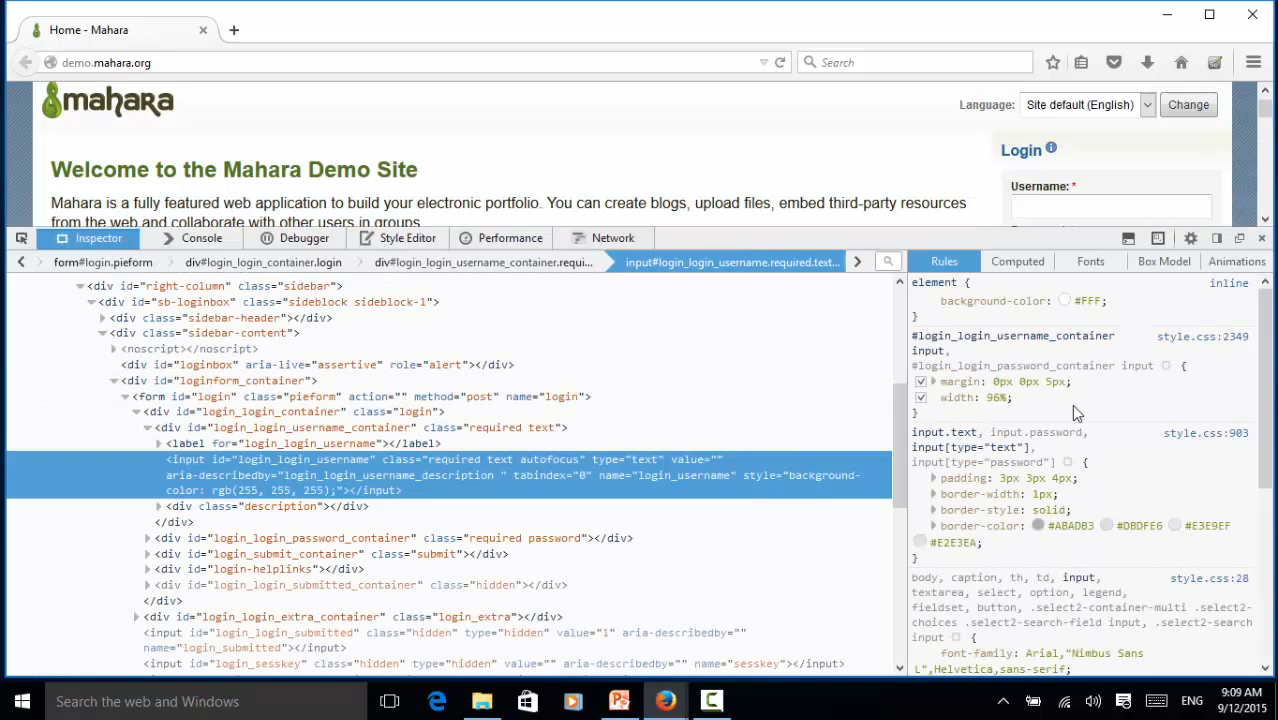 Home - Mahara
demo.mahara.org
Search
mahara
Language:
Site default (English)
Change
Login
Welcome to the Mahara Demo Site
Username: *
Mahara is a fully featured web application to build your electronic portfolio. You can create blogs, upload files, embed third-party resources
from the web and collaborate with other users in groups.
Inspector
Console
Debugger
Style Editor
Performance
Network
form#login.pieform
div#login_login_container.login
div#login_login_username_container.requi...
input#login_login_username.required.text...
Rules
Computed
Fonts
Box Model
Animations
<div id="right-column" class="sidebar">
<div id="sb-loginbox" class="sideblock sideblock-1">
<div class="sidebar-header"></div>
<div class="sidebar-content">
<noscript></noscript>
<div id="loginbox" aria-live="assertive" role="alert"></div>
<div id="loginform_container">
<form id="login" class="pieform" action="" method="post" name="login">
<div id="login_login_container" class="login">
<div id="login_login_username_container" class="required text">
<label for="login_login_username"></label>
<input id="login_login_username" class="required text autofocus" type="text" value=""
aria-describedby="login_login_username_description " tabindex="0" name="login_username" style="background-
color: rgb(255, 255, 255);"></input>
<div class="description"></div>
</div>
<div id="login_login_password_container" class="required password"></div>
<div id="login_submit_container" class="submit"></div>
<div id="login-helplinks"></div>
<div id="login_login_submitted_container" class="hidden"></div>
</div>
<div id="login_login_extra_container" class="login_extra"></div>
<input id="login_login_submitted" class="hidden" type="hidden" value="1" aria-describedby=""
name="login_submitted"></input>
<input id="login_sesskey" class="hidden" type="hidden" value="" aria-describedby="" name="sesskey"></input>
element {
inline
background-color: #FFF;
}
#login_login_username_container
style.css:2349
input,
#login_login_password_container input {
margin: 0px 0px 5px;
width: 96%;
}
input.text, input.password,
style.css:903
input[type="text"],
input[type="password"] {
padding: 3px 3px 4px;
border-width: 1px;
border-style: solid;
border-color: #ABADB3 #DBDFE6 #E3E9EF
#E2E3EA;
}
body, caption, th, td, input,
style.css:28
textarea, select, option, legend,
fieldset, button, .select2-container-multi .select2-
choices .select2-search-field input, .select2-search
input {
font-family: Arial,"Nimbus Sans
L",Helvetica,sans-serif;
Search the web and Windows
ENG
9:09 AM
9/12/2015